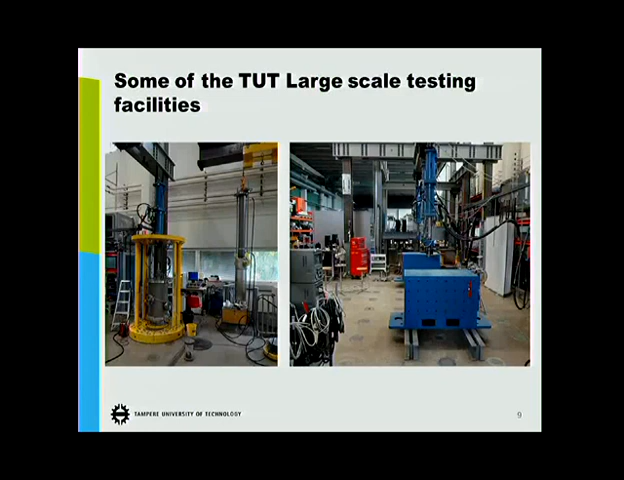 Some of the TUT Large scale testing
facilities
TAMPERE UNIVERSITY OF TECHNOLOGY
9